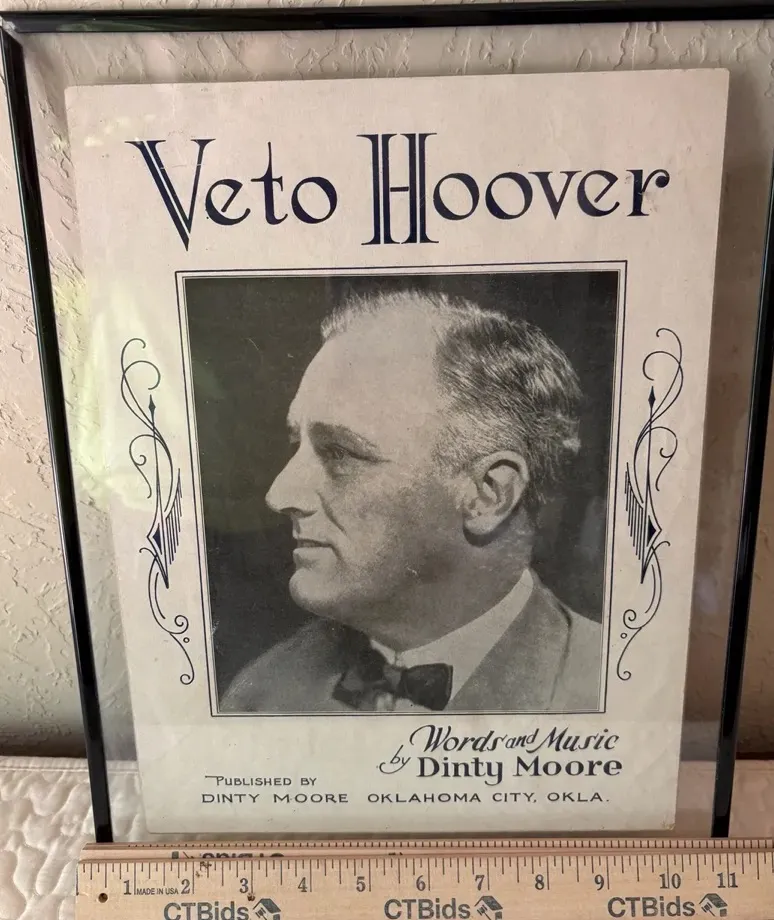 Veto Hoover
Words and Music
by Dinty Moore
PUBLISHED BY
DINTY MOORE OKLAHOMA CITY, OKLA.
1 MADE IN USA 2 3 4 5 6 7 8 9 10 11
CTBids CTBids CTBids